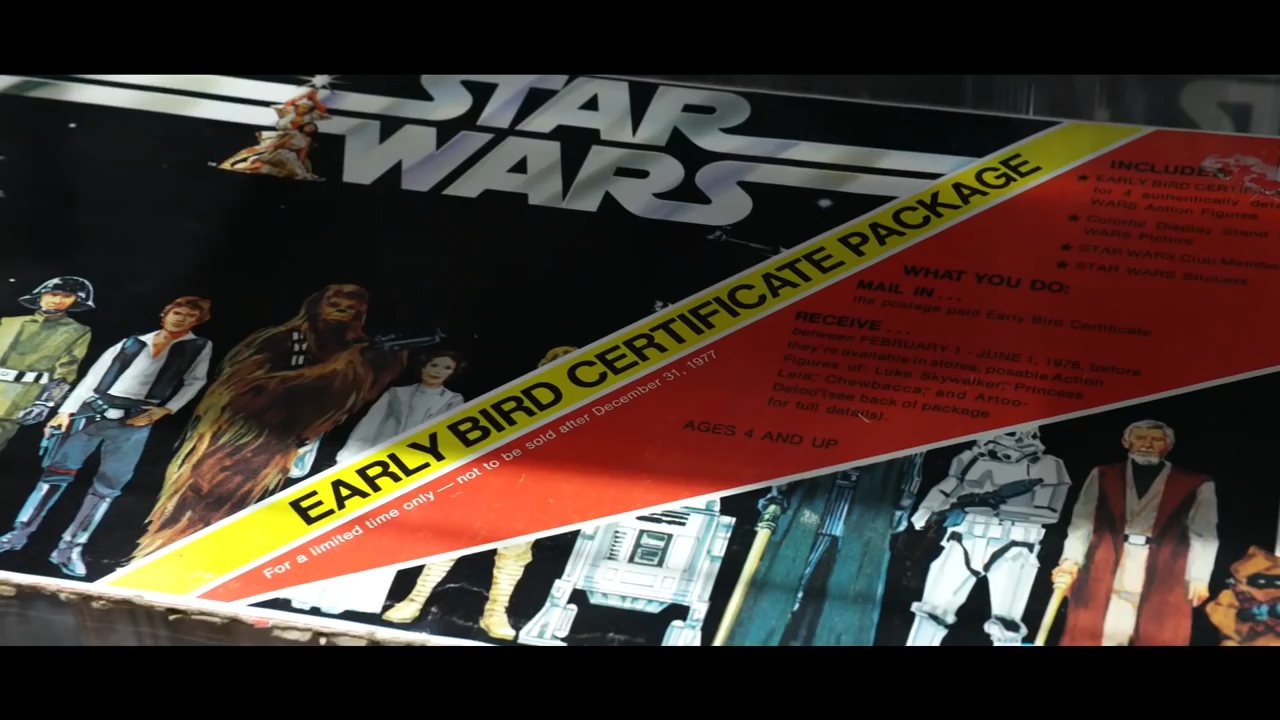 STAR
WARS
EARLY BIRD CERTIFICATE PACKAGE
For a limited time only — not to be sold after December 31, 1977
INCLUDES
★ EARLY BIRD
for 4 authentically
WARS Action Figures
★ Colorful Display Stand
WARS Picture
★ STAR WARS Club
★ STAR WARS Stickers
WHAT YOU DO:
MAIL IN...
the postage paid Early Bird Certificate
RECEIVE...
between FEBRUARY 1 - JUNE 1, 1978, before
they're available in stores, posable Action
Figures of: Luke Skywalker; Princess
Leia; Chewbacca; and Artoo-
Detoo (see back of package
for full details).
AGES 4 AND UP